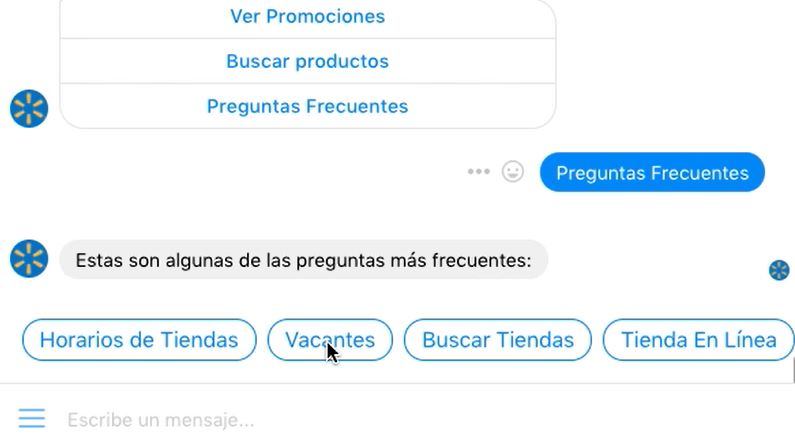 Ver Promociones
Buscar productos
Preguntas Frecuentes
Preguntas Frecuentes
Estas son algunas de las preguntas más frecuentes:
Horarios de Tiendas
Vacantes
Buscar Tiendas
Tienda En Línea
Escribe un mensaje...